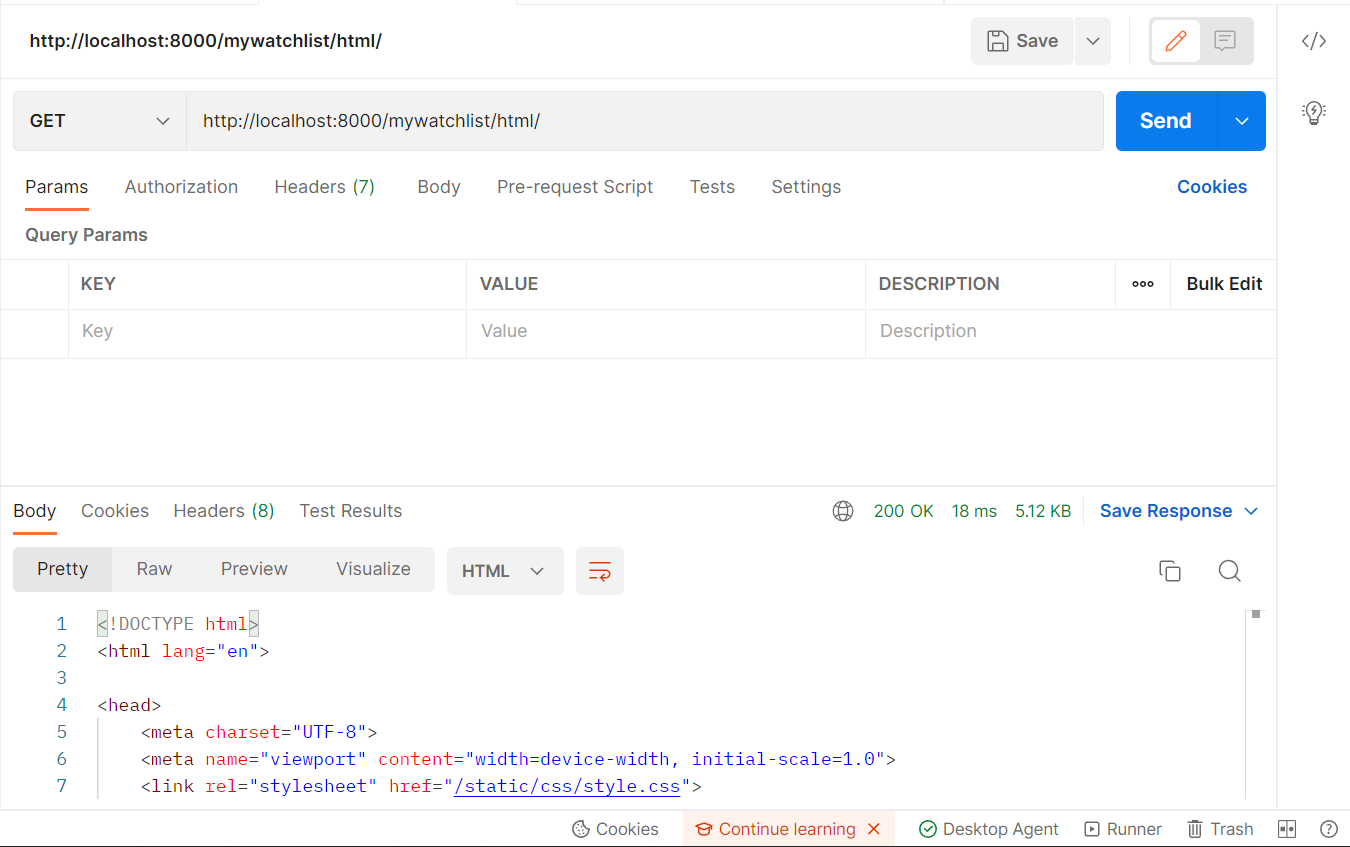 http://localhost:8000/mywatchlist/html/ Save
GET http://localhost:8000/mywatchlist/html/ Send
Params Authorization Headers (7) Body Pre-request Script Tests Settings Cookies
Query Params
KEY VALUE DESCRIPTION Bulk Edit
Key Value Description
Body Cookies Headers (8) Test Results 200 OK 18 ms 5.12 KB Save Response
Pretty Raw Preview Visualize HTML
1 <!DOCTYPE html>
2 <html lang="en">
3
4 <head>
5 <meta charset="UTF-8">
6 <meta name="viewport" content="width=device-width, initial-scale=1.0">
7 <link rel="stylesheet" href="/static/css/style.css">
Cookies Continue learning Desktop Agent Runner Trash